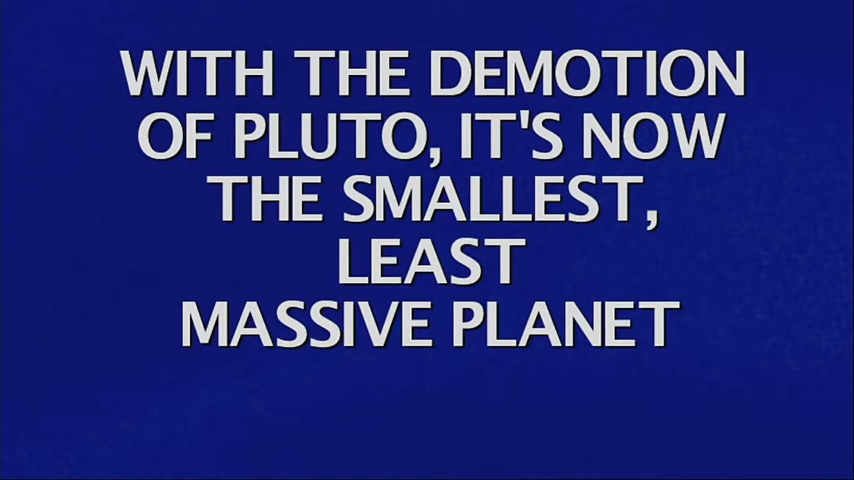 WITH THE DEMOTION
OF PLUTO, IT'S NOW
THE SMALLEST,
LEAST
MASSIVE PLANET